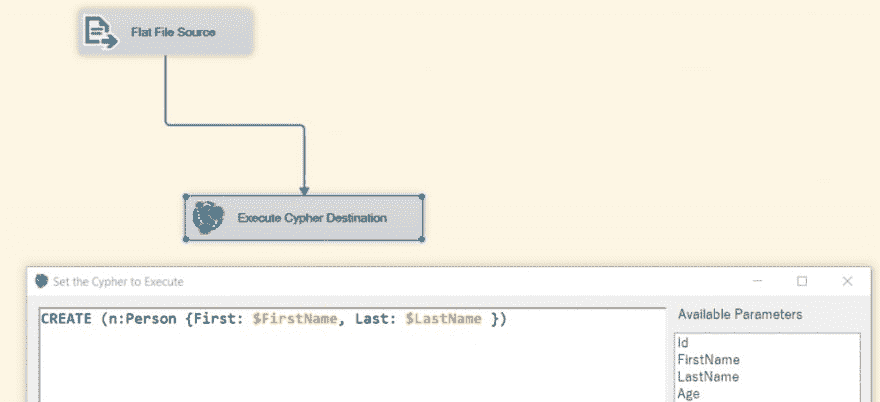 Flat File Source
Execute Cypher Destination
Set the Cypher to Execute
CREATE (n:Person {First: $FirstName, Last: $LastName })
Available Parameters
Id
FirstName
LastName
Age